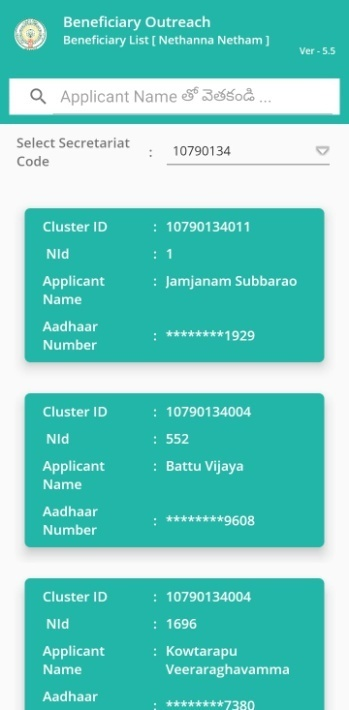 Beneficiary Outreach
Beneficiary List [ Nethanna Netham ]
Ver - 5.5
Applicant Name తో వెతకండి ...
Select Secretariat Code : 10790134
Cluster ID : 10790134011
NId : 1
Applicant Name : Jamjanam Subbarao
Aadhaar Number : ********1929
Cluster ID : 10790134004
NId : 552
Applicant Name : Battu Vijaya
Aadhaar Number : ********9608
Cluster ID : 10790134004
NId : 1696
Applicant Name : Kowtarapu Veeraraghavamma
Aadhaar : ********7380